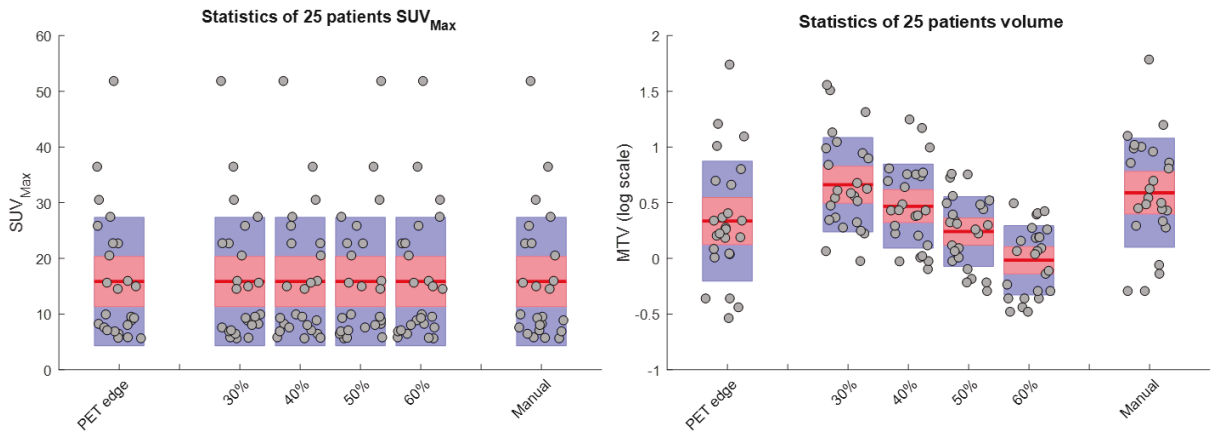 Statistics of 25 patients SUVMax
SUVMax
60
50
40
30
20
10
0
PET edge
30%
40%
50%
60%
Manual
Statistics of 25 patients volume
MTV (log scale)
2
1.5
1
0.5
0
-0.5
-1
PET edge
30%
40%
50%
60%
Manual